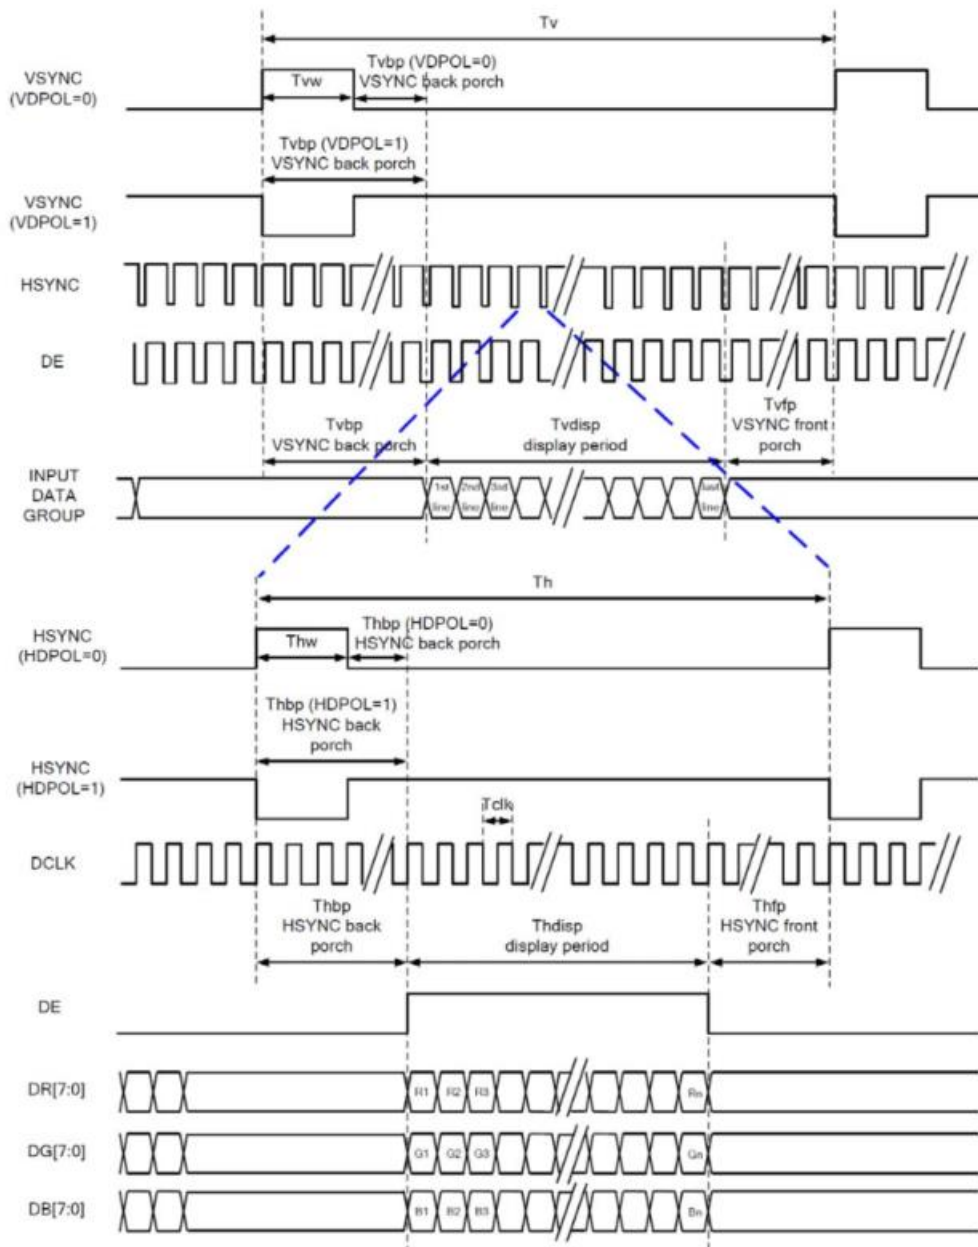 Tv
VSYNC
(VDPOL=0)
Tvw
Tvbp (VDPOL=0)
VSYNC back porch
Tvbp (VDPOL=1)
VSYNC back porch
VSYNC
(VDPOL=1)
HSYNC
DE
Tvbp
VSYNC back porch
Tvdisp
display period
Tvfp
VSYNC front
porch
INPUT
DATA
GROUP
1st
line
2nd
line
3rd
line
last
line
Th
HSYNC
(HDPOL=0)
Thw
Thbp (HDPOL=0)
HSYNC back porch
Thbp (HDPOL=1)
HSYNC back
porch
HSYNC
(HDPOL=1)
Tclk
DCLK
Thbp
HSYNC back
porch
Thdisp
display period
Thfp
HSYNC front
porch
DE
DR[7:0]
R1 R2 R3 Rn
DG[7:0]
G1 G2 G3 Gn
DB[7:0]
B1 B2 B3 Bn